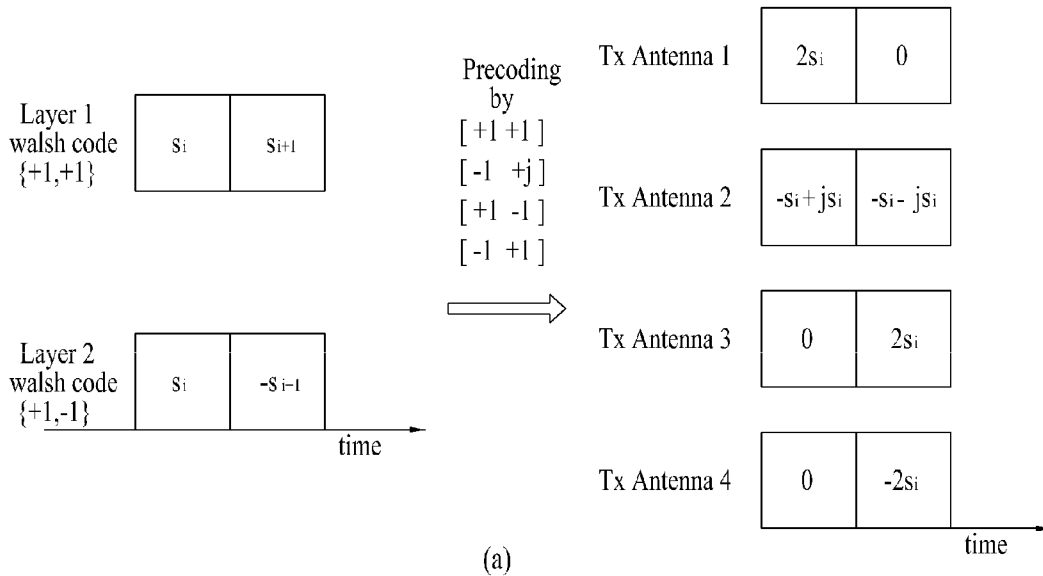 Layer 1
walsh code
{+1,+1}
si
si+1
Layer 2
walsh code
{+1,-1}
si
-si-1
time
Precoding
by
[ +1 +1 ]
[ -1 +j ]
[ +1 -1 ]
[ -1 +1 ]
Tx Antenna 1
2si
0
Tx Antenna 2
-si+ jsi
-si- jsi
Tx Antenna 3
0
2si
Tx Antenna 4
0
-2si
time
(a)